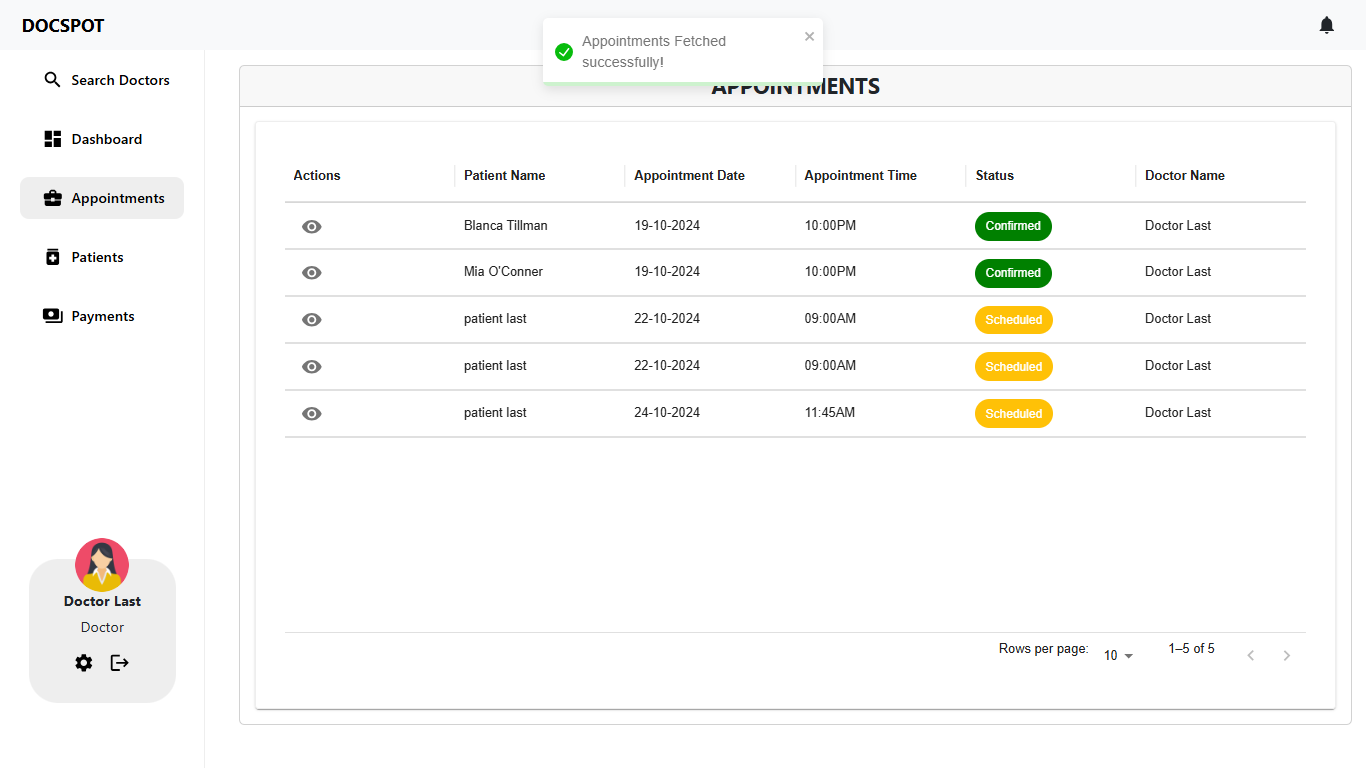 DOCSPOT
Appointments Fetched
successfully!
Search Doctors
Dashboard
Appointments
Patients
Payments
APPOINTMENTS
Actions Patient Name Appointment Date Appointment Time Status Doctor Name
Blanca Tillman 19-10-2024 10:00PM Confirmed Doctor Last
Mia O'Conner 19-10-2024 10:00PM Confirmed Doctor Last
patient last 22-10-2024 09:00AM Scheduled Doctor Last
patient last 22-10-2024 09:00AM Scheduled Doctor Last
patient last 24-10-2024 11:45AM Scheduled Doctor Last
Rows per page: 10 1–5 of 5
Doctor Last
Doctor